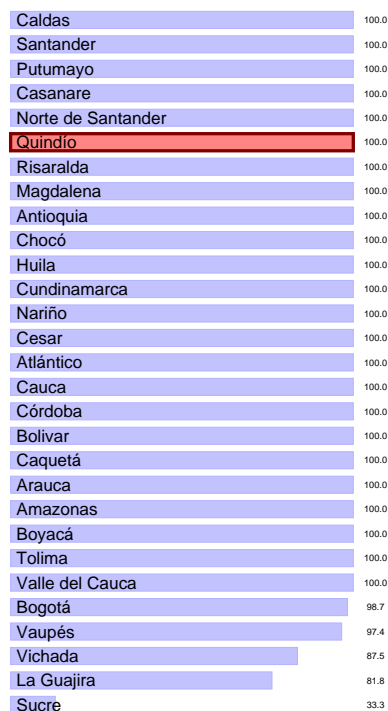 Caldas 100.0
Santander 100.0
Putumayo 100.0
Casanare 100.0
Norte de Santander 100.0
Quindío 100.0
Risaralda 100.0
Magdalena 100.0
Antioquia 100.0
Chocó 100.0
Huila 100.0
Cundinamarca 100.0
Nariño 100.0
Cesar 100.0
Atlántico 100.0
Cauca 100.0
Córdoba 100.0
Bolivar 100.0
Caquetá 100.0
Arauca 100.0
Amazonas 100.0
Boyacá 100.0
Tolima 100.0
Valle del Cauca 100.0
Bogotá 98.7
Vaupés 97.4
Vichada 87.5
La Guajira 81.8
Sucre 33.3